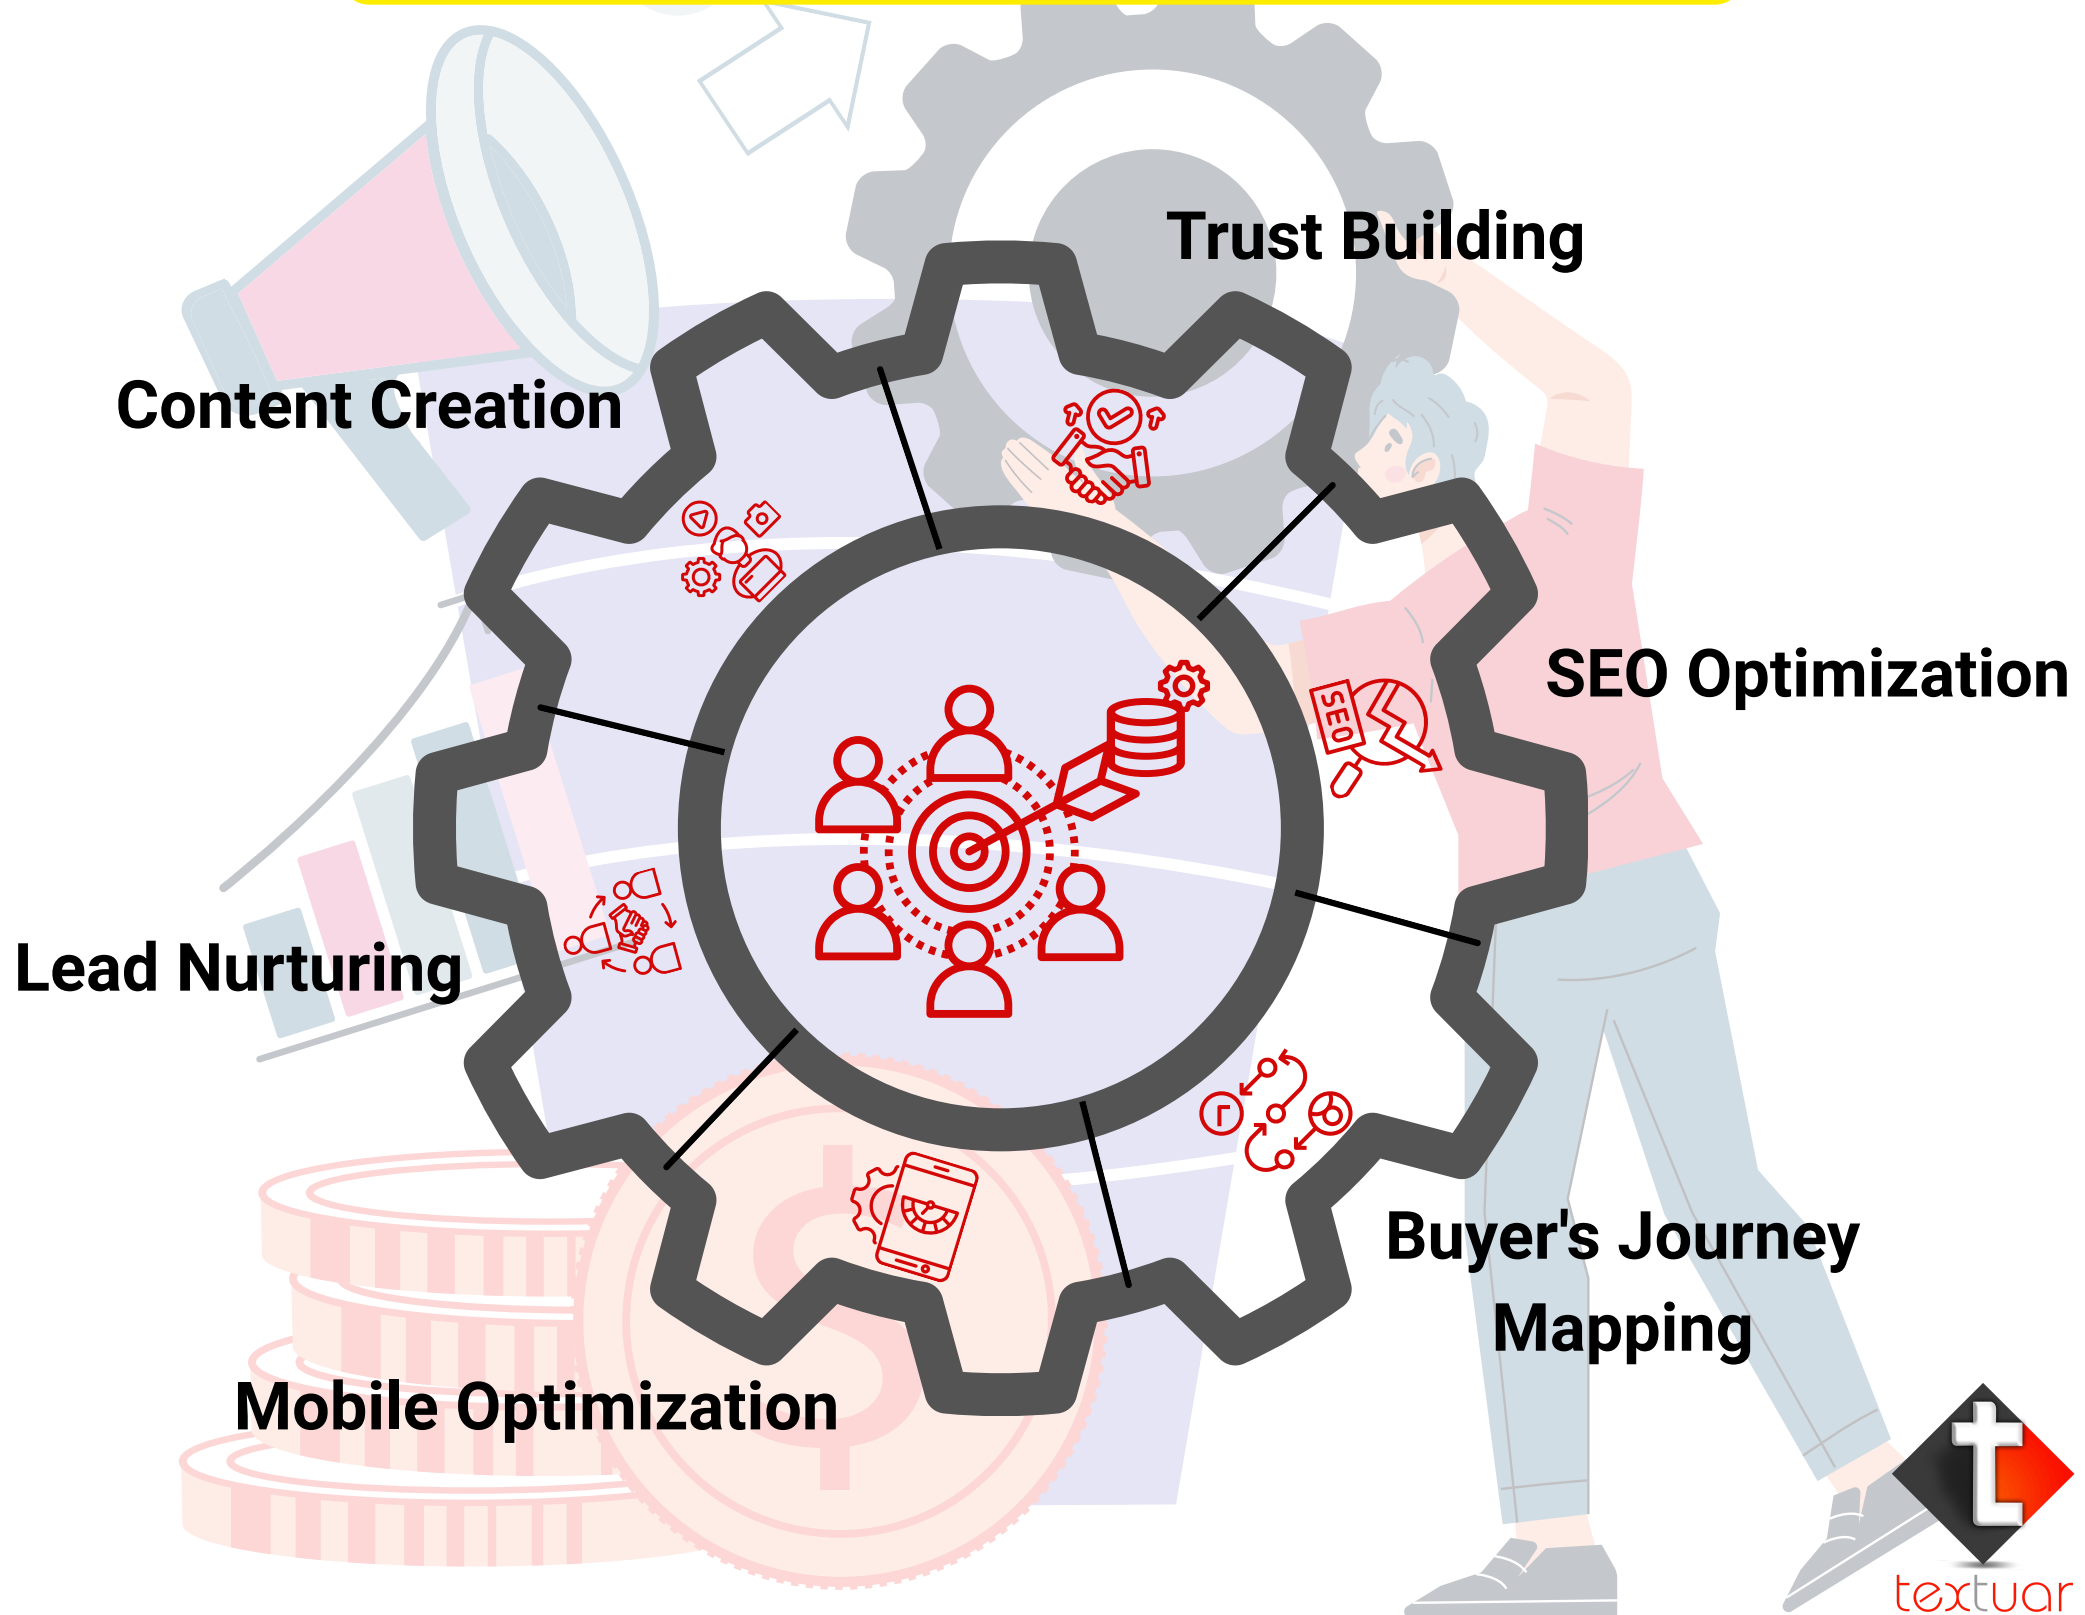 Trust Building
Content Creation
SEO Optimization
SEO
Lead Nurturing
Buyer's Journey
Mapping
Mobile Optimization
t
textuar